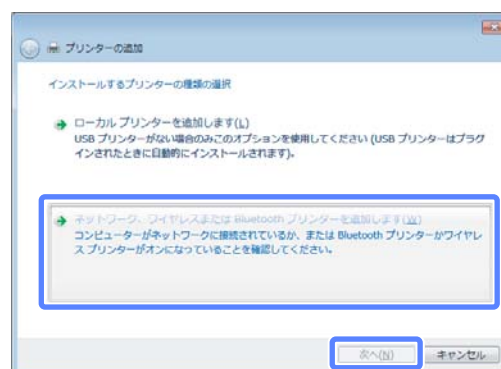 プリンターの追加
インストールするプリンターの種類の選択
ローカル プリンターを追加します(L)
USB プリンターがない場合のみこのオプションを使用してください (USB プリンターはプラグ
インされたときに自動的にインストールされます)。
ネットワーク、ワイヤレスまたは Bluetooth プリンターを追加します(W)
コンピューターがネットワークに接続されているか、または Bluetooth プリンターかワイヤレ
ス プリンターがオンになっていることを確認してください。
次へ(N)
キャンセル